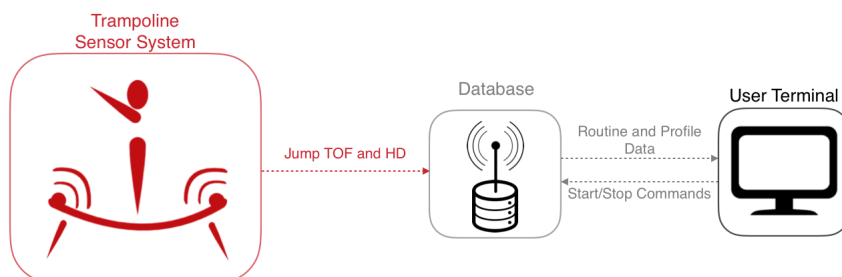 Trampoline
Sensor System
Jump TOF and HD
Database
Routine and Profile
Data
Start/Stop Commands
User Terminal